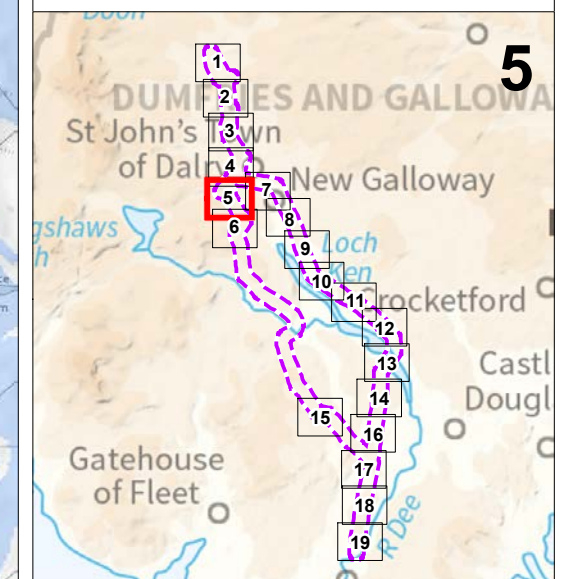 Doon
5
1
DUMFRIES AND GALLOWA
2
St John's Town
3
of Dalry
4
New Galloway
5
7
8
6
gshaws
h
Loch
Ken
9
10
11
Crocketford
12
13
Castl
Dougl
14
15
16
Gatehouse
of Fleet
17
18
R Dee
19